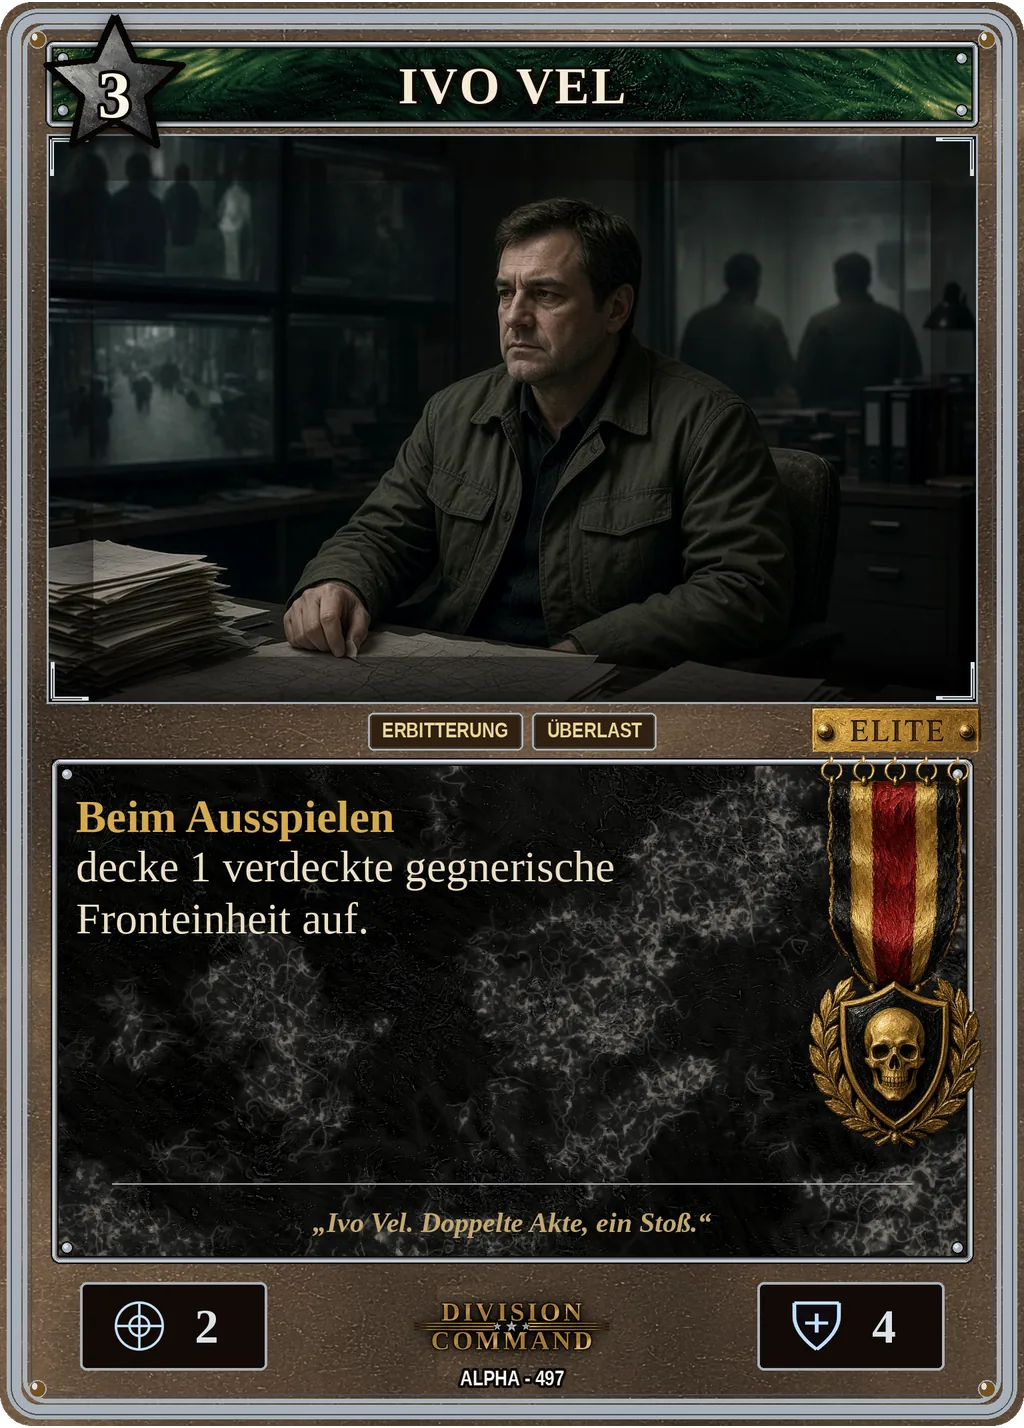 3
IVO VEL
ERBITTERUNG
ÜBERLAST
ELITE
Beim Ausspielen
decke 1 verdeckte gegnerische
Fronteinheit auf.
„Ivo Vel. Doppelte Akte, ein Stoß.“
2
DIVISION
COMMAND
4
ALPHA - 497